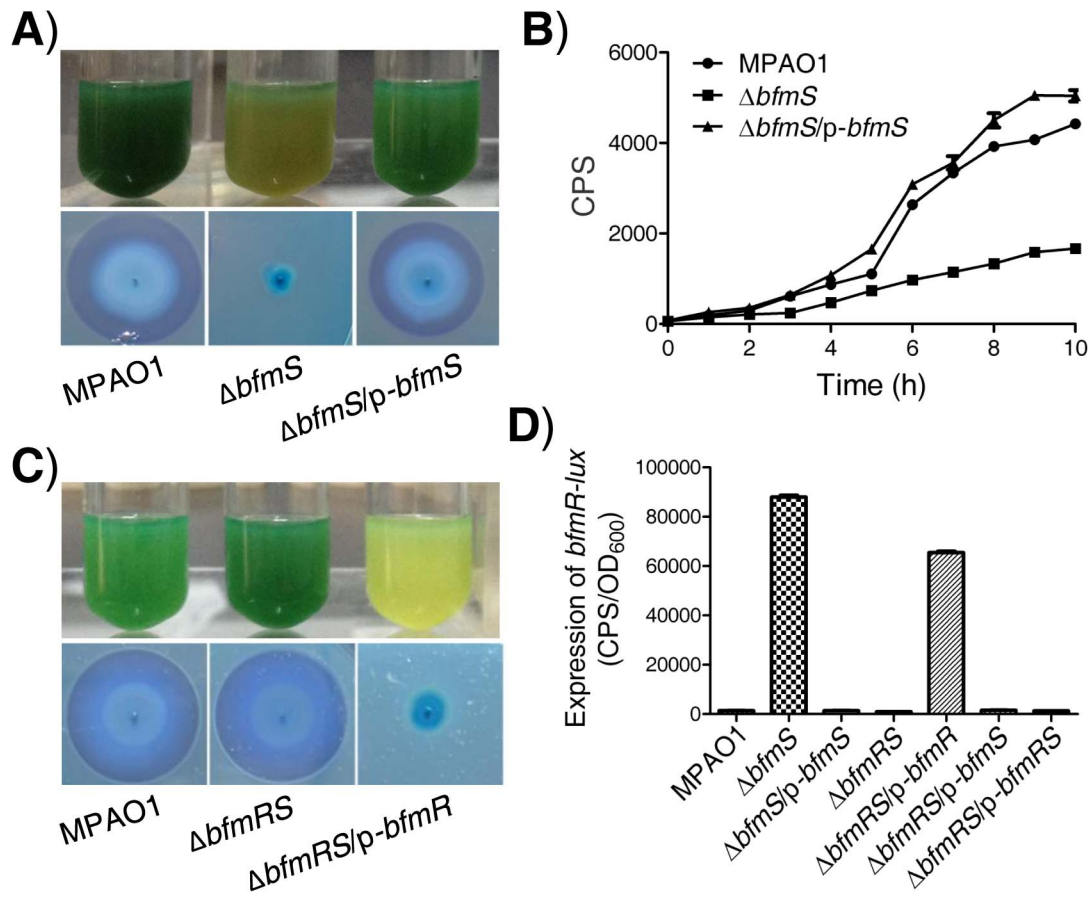 A)
MPAO1
ΔbfmS
ΔbfmS/p-bfmS
B)
CPS
6000
4000
2000
0
MPAO1
ΔbfmS
ΔbfmS/p-bfmS
0 2 4 6 8 10
Time (h)
C)
MPAO1
ΔbfmRS
ΔbfmRS/p-bfmR
D)
Expression of bfmR-lux
(CPS/OD600)
100000
80000
60000
40000
20000
0
MPAO1
ΔbfmS
ΔbfmS/p-bfmS
ΔbfmRS
ΔbfmRS/p-bfmR
ΔbfmRS/p-bfmS
ΔbfmRS/p-bfmRS